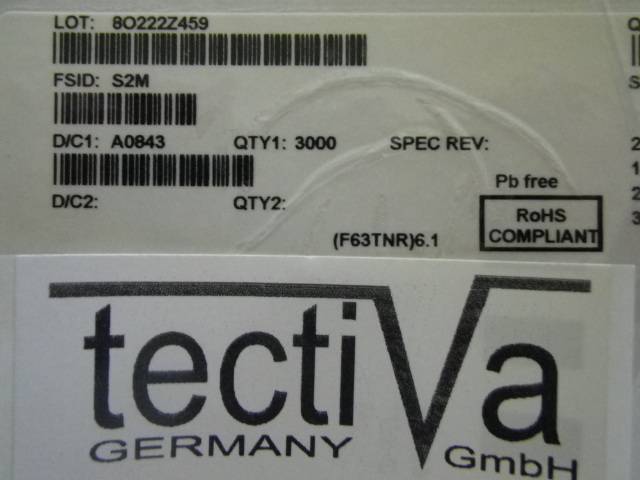 LOT: 8O222Z459
FSID: S2M
D/C1: A0843 QTY1: 3000 SPEC REV:
D/C2: QTY2:
Pb free
RoHS
COMPLIANT
(F63TNR)6.1
tectiVa
GERMANY GmbH